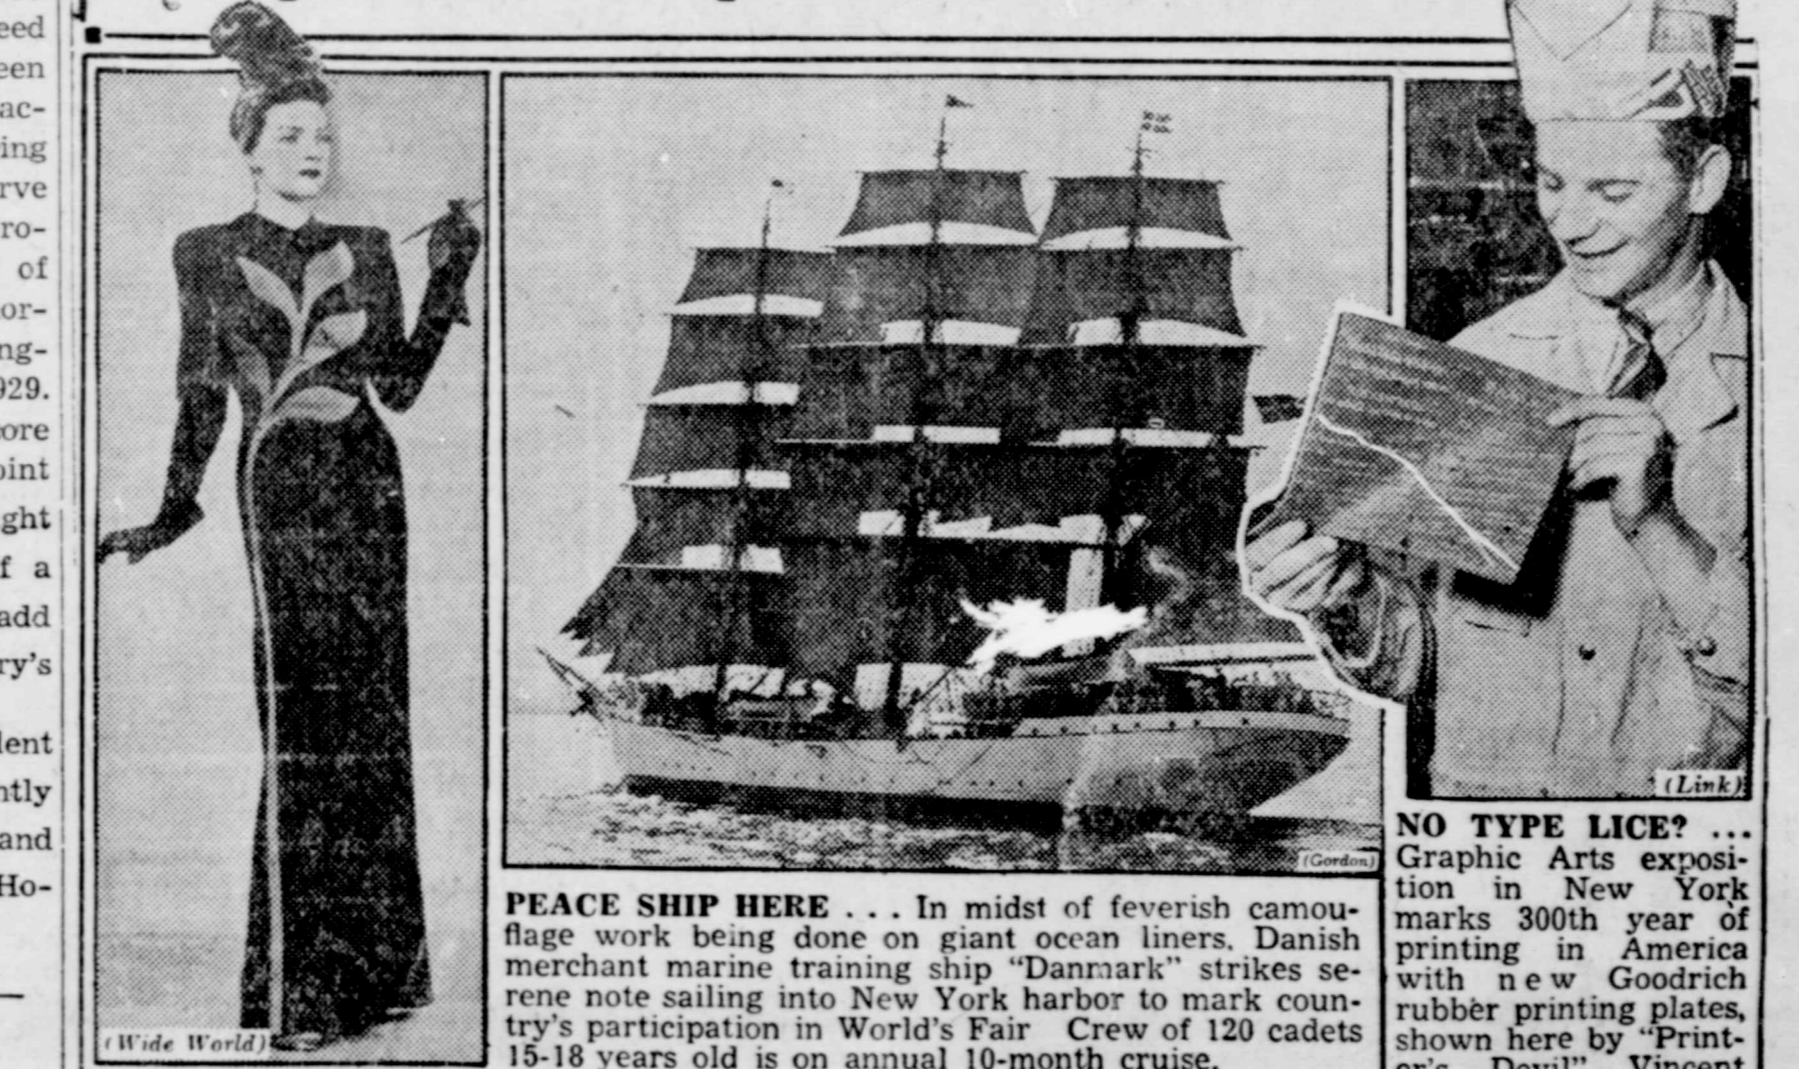 eed
een
ac-
ing
rve
ro-
of
or-
ng-
929.
ore
oint
ght
f a
add
ry's
lent
ntly
and
Ho-
(Wide World)
(Gordon)
PEACE SHIP HERE . . . In midst of feverish camou-
flage work being done on giant ocean liners. Danish
merchant marine training ship "Danmark" strikes se-
rene note sailing into New York harbor to mark coun-
try's participation in World's Fair Crew of 120 cadets
15-18 years old is on annual 10-month cruise.
(Link)
NO TYPE LICE? ...
Graphic Arts exposi-
tion in New York
marks 300th year of
printing in America
with new Goodrich
rubber printing plates,
shown here by "Print-
er's Devil" Vincent